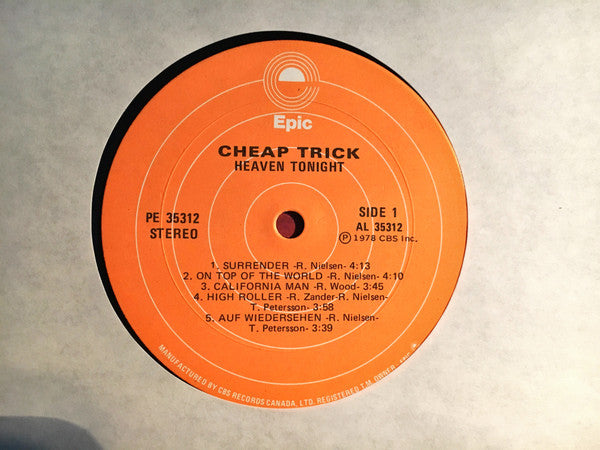 Epic
CHEAP TRICK
HEAVEN TONIGHT
PE 35312
STEREO
SIDE 1
AL 35312
Ⓟ 1978 CBS Inc.
1. SURRENDER -R. Nielsen- 4:13
2. ON TOP OF THE WORLD -R. Nielsen- 4:10
3. CALIFORNIA MAN -R. Wood- 3:45
4. HIGH ROLLER -R. Zander-R. Nielsen-
T. Petersson- 3:58
5. AUF WIEDERSEHEN -R. Nielsen-
T. Petersson- 3:39
MANUFACTURED BY CBS RECORDS CANADA, LTD. REGISTERED T.M. OWNER